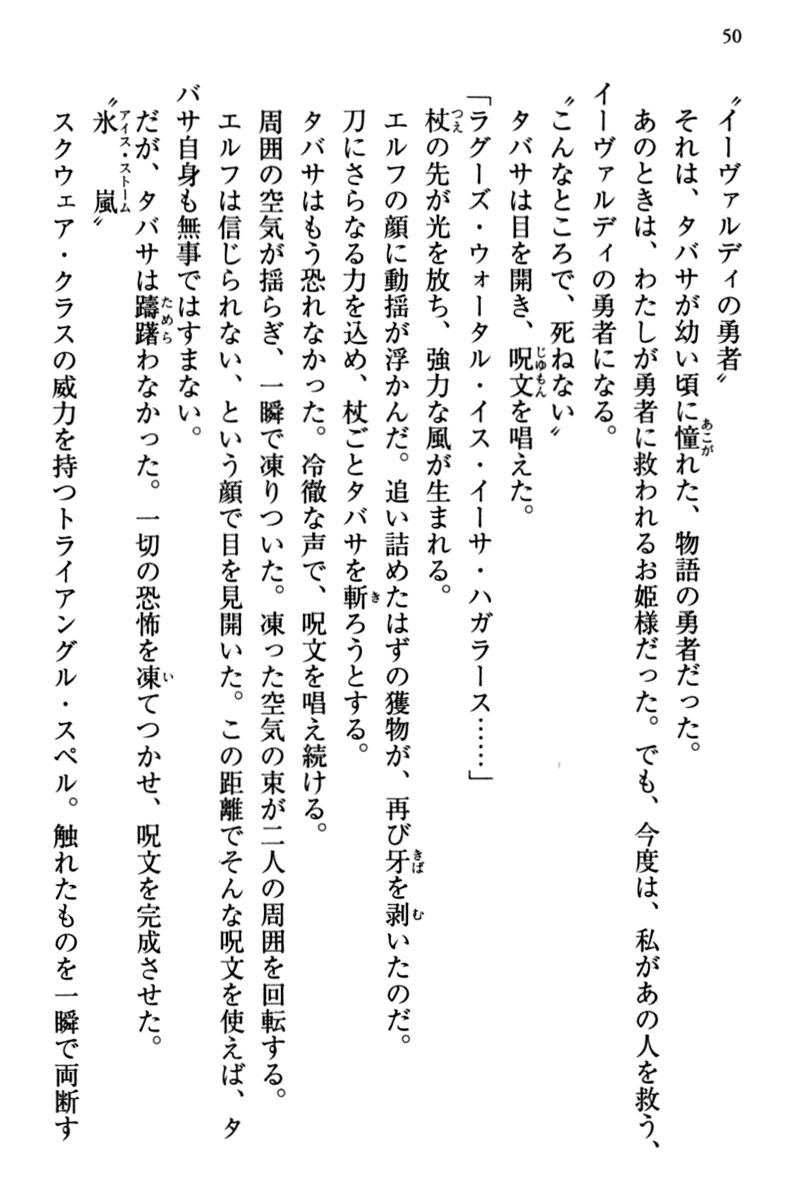 50
〝イーヴァルディの勇者〟
それは、タバサが幼い頃に憧れた、物語の勇者だった。
あのときは、わたしが勇者に救われるお姫様だった。でも、今度は、私があの人を救う、
イーヴァルディの勇者になる。
〝こんなところで、死ねない〟
タバサは目を開き、呪文を唱えた。
「ラグーズ・ウォータル・イス・イーサ・ハガラース……」
杖の先が光を放ち、強力な風が生まれる。
エルフの顔に動揺が浮かんだ。追い詰めたはずの獲物が、再び牙を剥いたのだ。
刀にさらなる力を込め、杖ごとタバサを斬ろうとする。
タバサはもう恐れなかった。冷徹な声で、呪文を唱え続ける。
周囲の空気が揺らぎ、一瞬で凍りついた。凍った空気の束が二人の周囲を回転する。
エルフは信じられない、という顔で目を見開いた。この距離でそんな呪文を使えば、タ
バサ自身も無事ではすまない。
だが、タバサは躊躇わなかった。一切の恐怖を凍てつかせ、呪文を完成させた。
〝氷嵐〟
スクウェア・クラスの威力を持つトライアングル・スペル。触れたものを一瞬で両断す